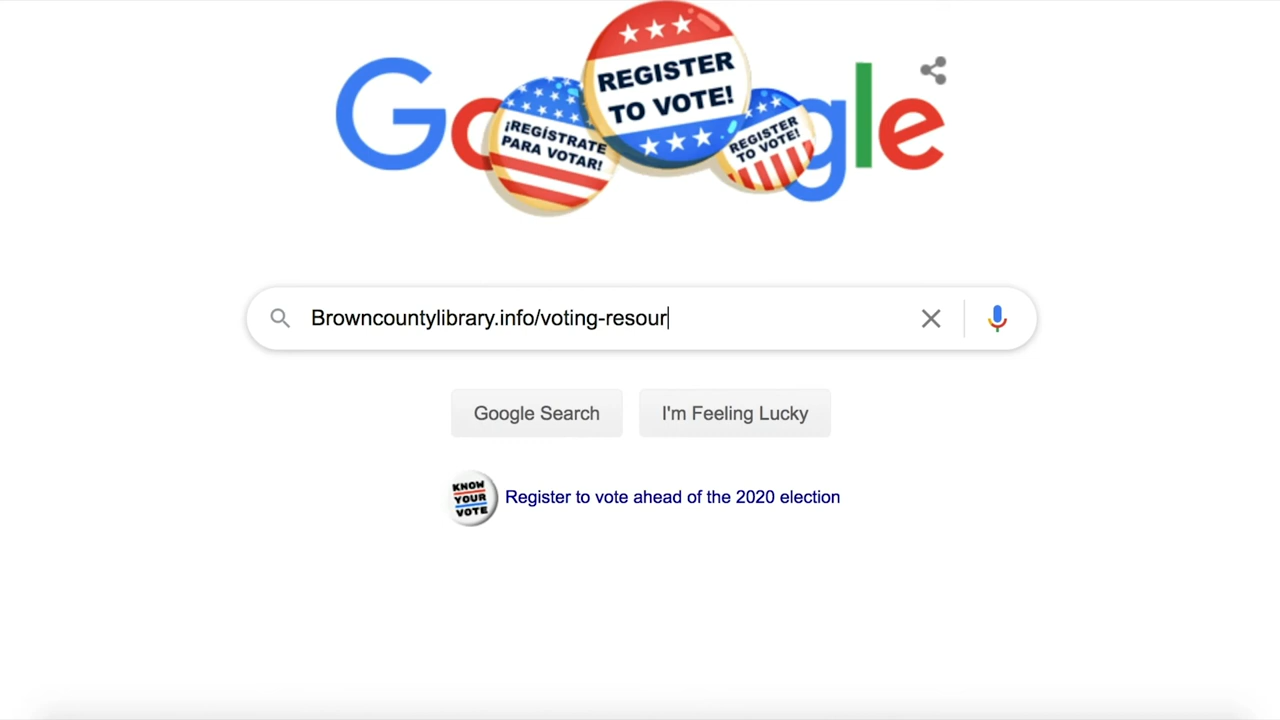 Google
REGISTER
TO VOTE!
¡REGÍSTRATE
PARA VOTAR!
REGISTER
TO VOTE!
Browncountylibrary.info/voting-resour
Google Search
I'm Feeling Lucky
KNOW
YOUR
VOTE
Register to vote ahead of the 2020 election